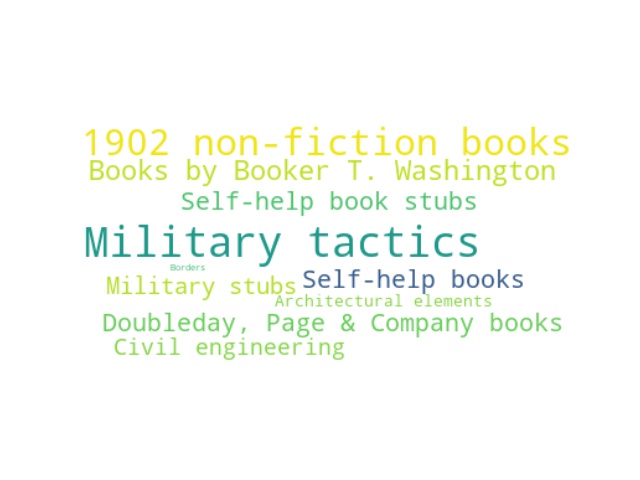 1902 non-fiction books
Books by Booker T. Washington
Self-help book stubs
Military tactics
Borders
Military stubs
Self-help books
Architectural elements
Doubleday, Page & Company books
Civil engineering